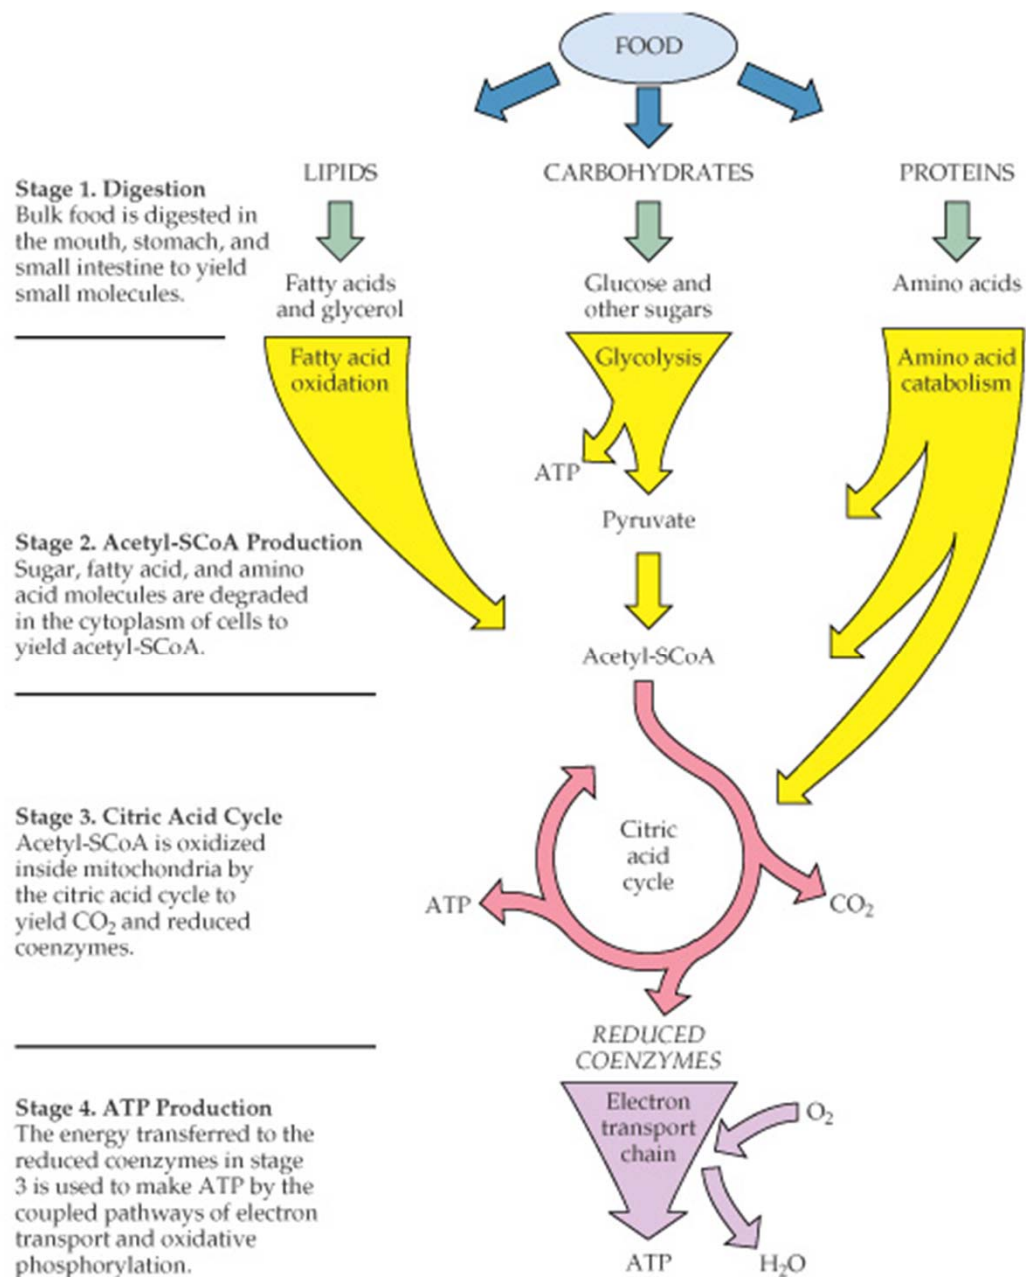 FOOD
LIPIDS
CARBOHYDRATES
PROTEINS
Stage 1. Digestion
Bulk food is digested in
the mouth, stomach, and
small intestine to yield
small molecules.
Fatty acids
and glycerol
Glucose and
other sugars
Amino acids
Fatty acid
oxidation
Glycolysis
Amino acid
catabolism
ATP
Pyruvate
Stage 2. Acetyl-SCoA Production
Sugar, fatty acid, and amino
acid molecules are degraded
in the cytoplasm of cells to
yield acetyl-SCoA.
Acetyl-SCoA
Stage 3. Citric Acid Cycle
Acetyl-SCoA is oxidized
inside mitochondria by
the citric acid cycle to
yield CO₂ and reduced
coenzymes.
Citric
acid
cycle
ATP
CO₂
REDUCED
COENZYMES
Stage 4. ATP Production
The energy transferred to the
reduced coenzymes in stage
3 is used to make ATP by the
coupled pathways of electron
transport and oxidative
phosphorylation.
Electron
transport
chain
O₂
ATP
H₂O